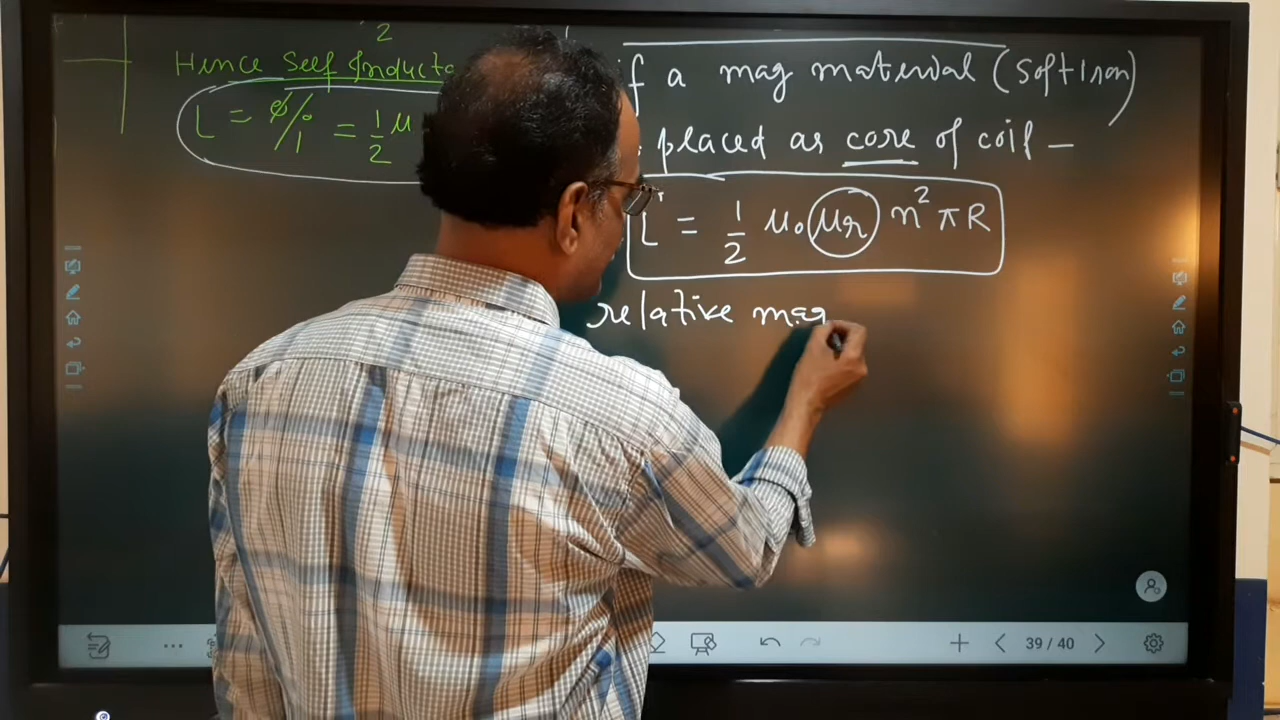 2
Hence Self Inducta
L = φ/i = 1/2 μ
if a mag material (soft Iron)
placed as core of coil -
L' = 1/2 μ₀ μr n² π R
relative mag
39 / 40